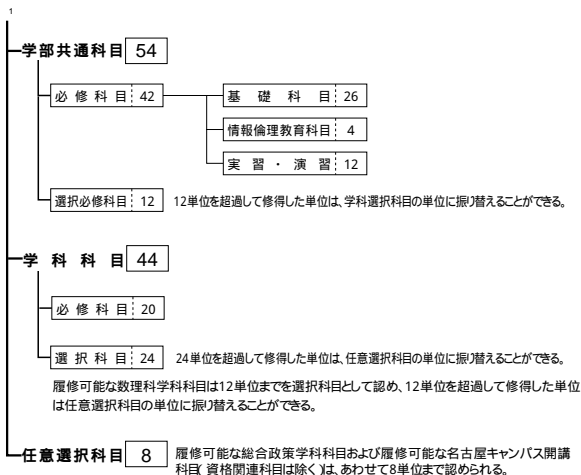 1
学部共通科目 54
必修科目 42
基礎科目 26
情報倫理教育科目 4
実習・演習 12
選択必修科目 12 12単位を超過して修得した単位は、学科選択科目の単位に振り替えることができる。
学科科目 44
必修科目 20
選択科目 24 24単位を超過して修得した単位は、任意選択科目の単位に振り替えることができる。
履修可能な数理科学科科目は12単位までを選択科目として認め、12単位を超過して修得した単位
は任意選択科目の単位に振り替えることができる。
任意選択科目 8 履修可能な総合政策学科科目および履修可能な名古屋キャンパス開講
科目(資格関連科目は除く)は、あわせて8単位まで認められる。